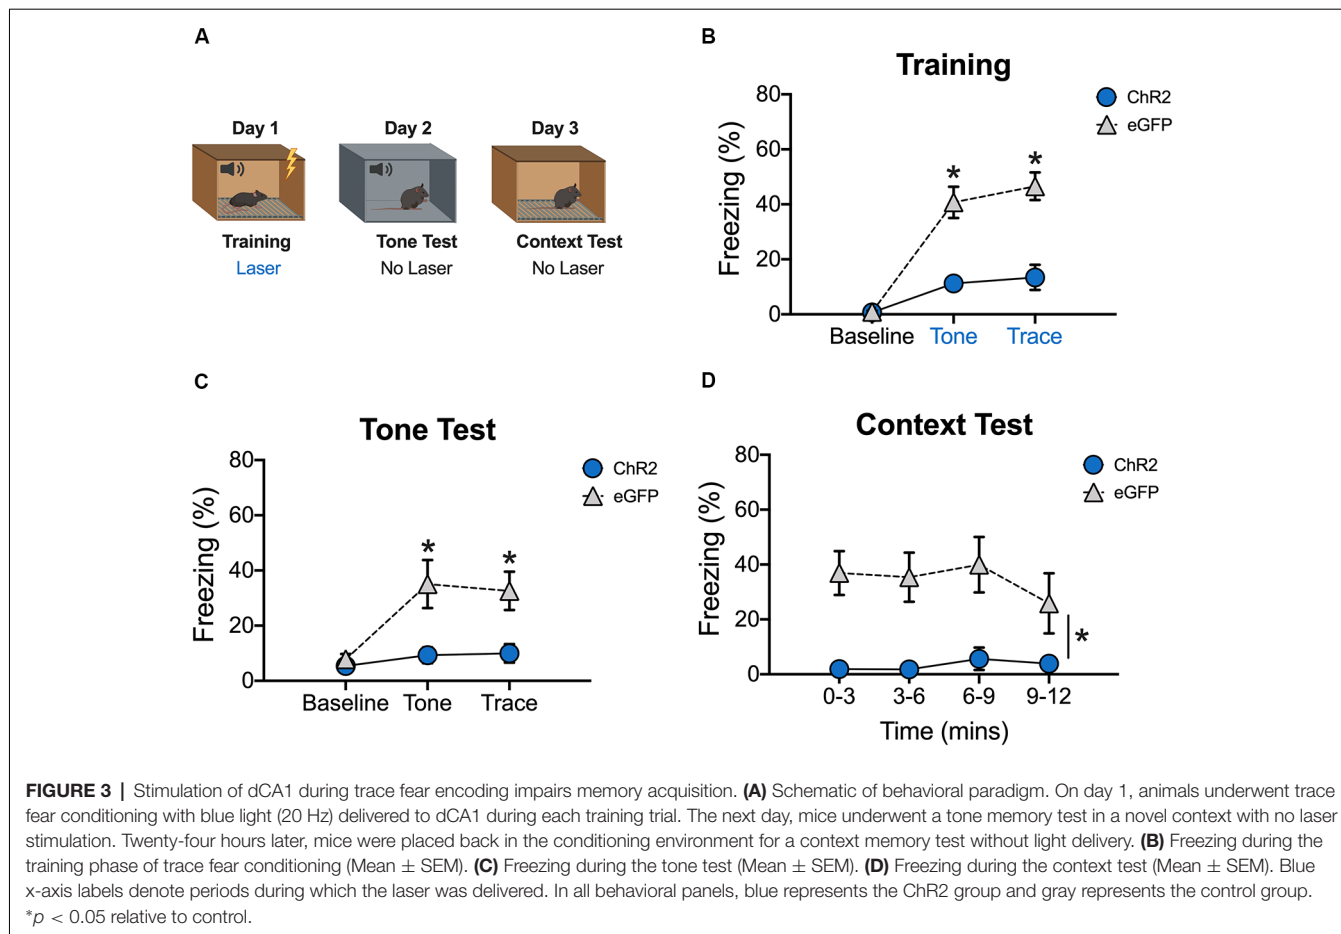 A
Day 1
Day 2
Day 3
Training
Tone Test
Context Test
Laser
No Laser
No Laser
B
Training
ChR2
eGFP
Freezing (%)
80
60
40
20
0
*
*
Baseline
Tone
Trace
C
Tone Test
ChR2
eGFP
Freezing (%)
80
60
40
20
0
*
*
Baseline
Tone
Trace
D
Context Test
ChR2
eGFP
Freezing (%)
80
60
40
20
0
*
0-3
3-6
6-9
9-12
Time (mins)
FIGURE 3 | Stimulation of dCA1 during trace fear encoding impairs memory acquisition. (A) Schematic of behavioral paradigm. On day 1, animals underwent trace
fear conditioning with blue light (20 Hz) delivered to dCA1 during each training trial. The next day, mice underwent a tone memory test in a novel context with no laser
stimulation. Twenty-four hours later, mice were placed back in the conditioning environment for a context memory test without light delivery. (B) Freezing during the
training phase of trace fear conditioning (Mean ± SEM). (C) Freezing during the tone test (Mean ± SEM). (D) Freezing during the context test (Mean ± SEM). Blue
x-axis labels denote periods during which the laser was delivered. In all behavioral panels, blue represents the ChR2 group and gray represents the control group.
*p < 0.05 relative to control.